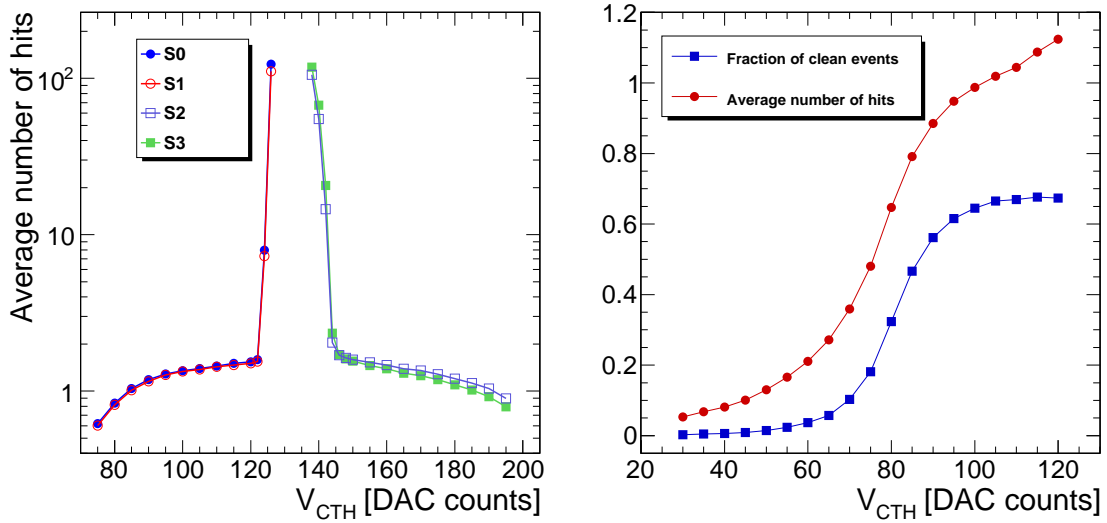 Average number of hits
10²
10
1
S0
S1
S2
S3
80 100 120 140 160 180 200
V_CTH [DAC counts]
1.2
1
0.8
0.6
0.4
0.2
0
Fraction of clean events
Average number of hits
20 40 60 80 100 120
V_CTH [DAC counts]